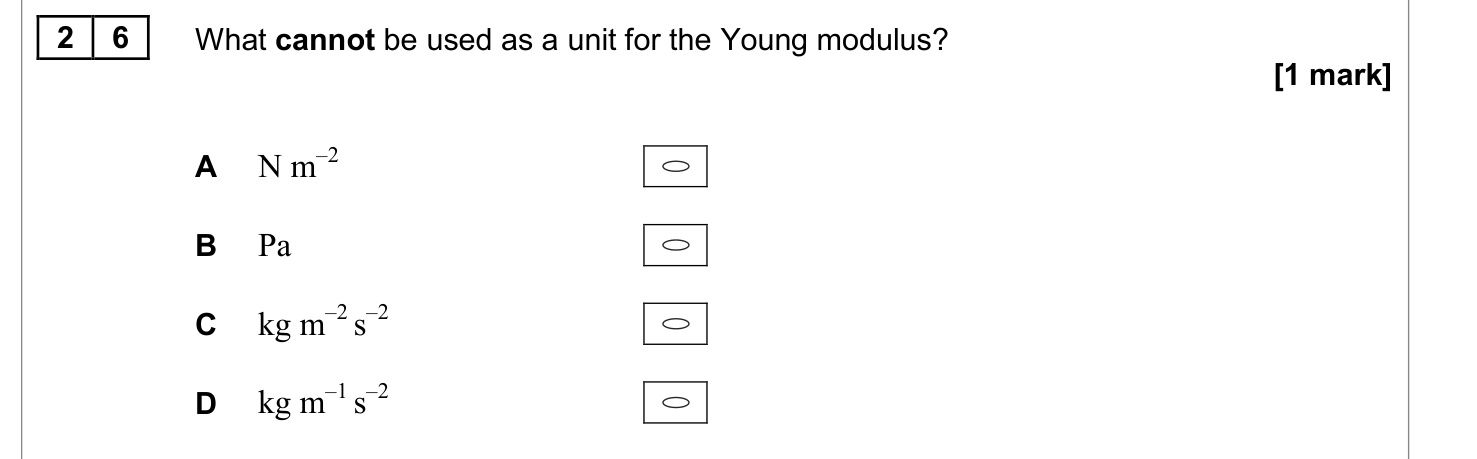 2 6 What cannot be used as a unit for the Young modulus?
[1 mark]
A N m⁻²
B Pa
C kg m⁻² s⁻²
D kg m⁻¹ s⁻²